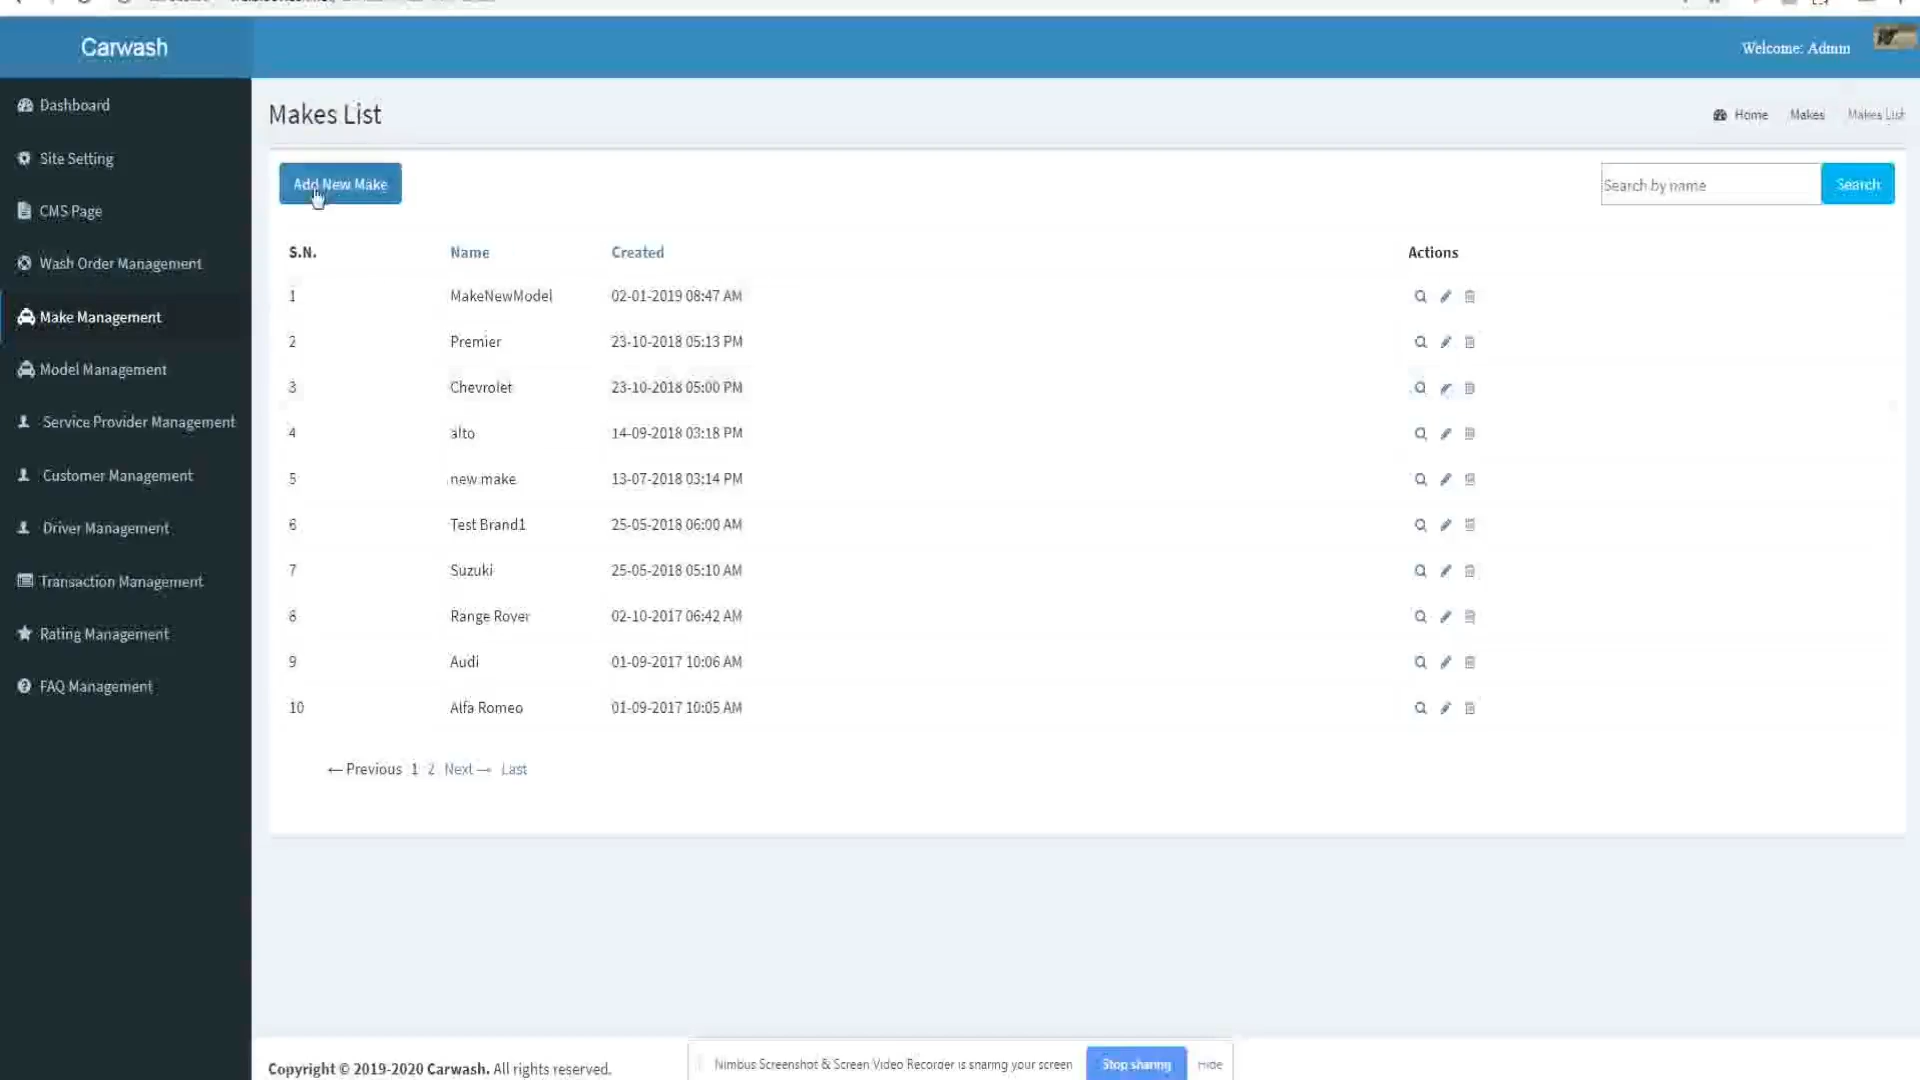 Carwash
Welcome: Admin
Dashboard
Site Setting
CMS Page
Wash Order Management
Make Management
Model Management
Service Provider Management
Customer Management
Driver Management
Transaction Management
Rating Management
FAQ Management
Makes List
Home Makes Makes List
Add New Make
Search by name Search
S.N. Name Created Actions
1 MakeNewModel 02-01-2019 08:47 AM
2 Premier 23-10-2018 05:13 PM
3 Chevrolet 23-10-2018 05:00 PM
4 alto 14-09-2018 03:18 PM
5 new make 13-07-2018 03:14 PM
6 Test Brand1 25-05-2018 06:00 AM
7 Suzuki 25-05-2018 05:10 AM
8 Range Rover 02-10-2017 06:42 AM
9 Audi 01-09-2017 10:06 AM
10 Alfa Romeo 01-09-2017 10:05 AM
← Previous 1 2 Next → Last
Copyright © 2019-2020 Carwash. All rights reserved.
Nimbus Screenshot & Screen Video Recorder is sharing your screen Stop sharing Hide